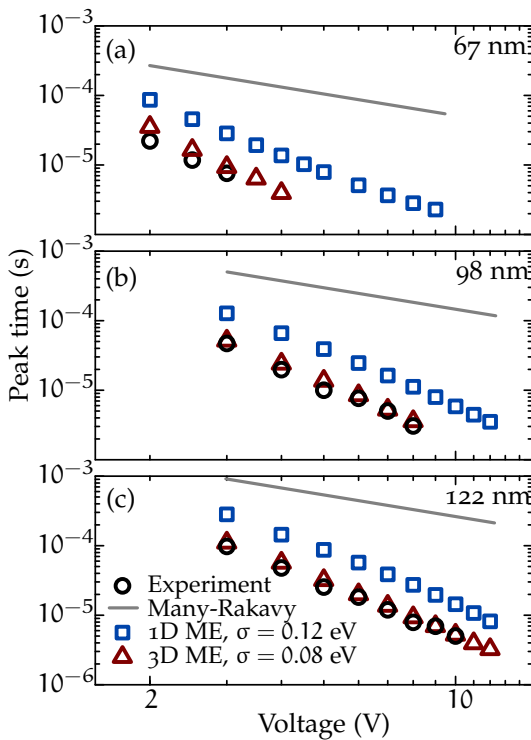 10⁻³
(a)
67 nm
10⁻⁴
10⁻⁵
10⁻³
(b)
98 nm
10⁻⁴
10⁻⁵
Peak time (s)
10⁻³
(c)
122 nm
10⁻⁴
10⁻⁵
10⁻⁶
Experiment
Many-Rakavy
1D ME, σ = 0.12 eV
3D ME, σ = 0.08 eV
2
10
Voltage (V)